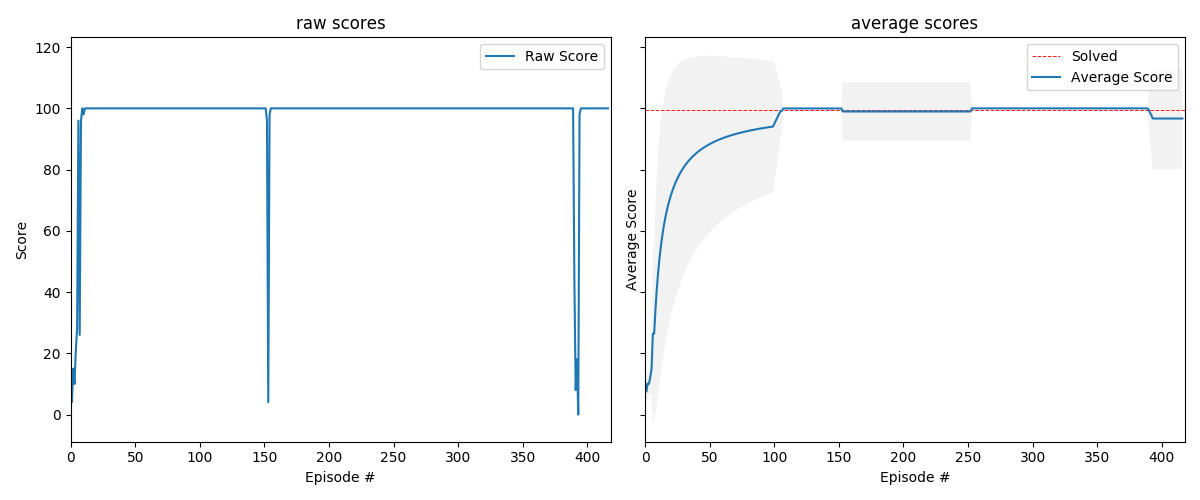 raw scores
Score
120
100
80
60
40
20
0
Raw Score
0 50 100 150 200 250 300 350 400
Episode #
average scores
Average Score
Solved
Average Score
0 50 100 150 200 250 300 350 400
Episode #